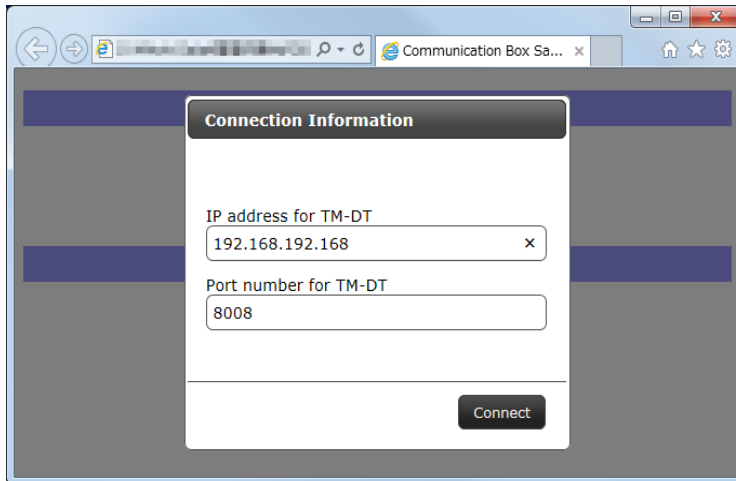 Communication Box Sa...
Connection Information
IP address for TM-DT
192.168.192.168
Port number for TM-DT
8008
Connect